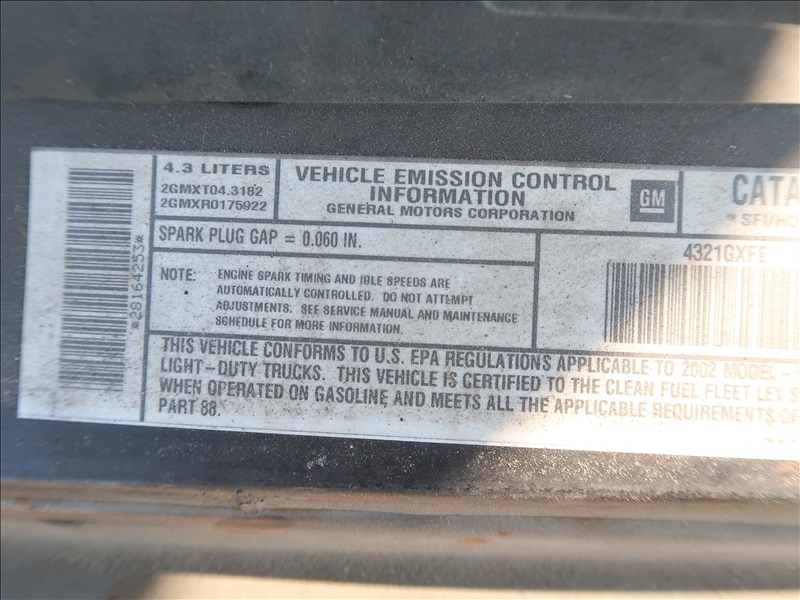 *28164253*
4.3 LITERS
2GMXT04.3182
2GMXR0175922
VEHICLE EMISSION CONTROL
INFORMATION
GENERAL MOTORS CORPORATION
GM
CATA
* SFI/HO
SPARK PLUG GAP = 0.060 IN.
4321GXFE
NOTE: ENGINE SPARK TIMING AND IDLE SPEEDS ARE
AUTOMATICALLY CONTROLLED. DO NOT ATTEMPT
ADJUSTMENTS. SEE SERVICE MANUAL AND MAINTENANCE
SCHEDULE FOR MORE INFORMATION.
THIS VEHICLE CONFORMS TO U.S. EPA REGULATIONS APPLICABLE TO 2002 MODEL-
LIGHT-DUTY TRUCKS. THIS VEHICLE IS CERTIFIED TO THE CLEAN FUEL FLEET LEV S
WHEN OPERATED ON GASOLINE AND MEETS ALL THE APPLICABLE REQUIREMENTS OF
PART 88.